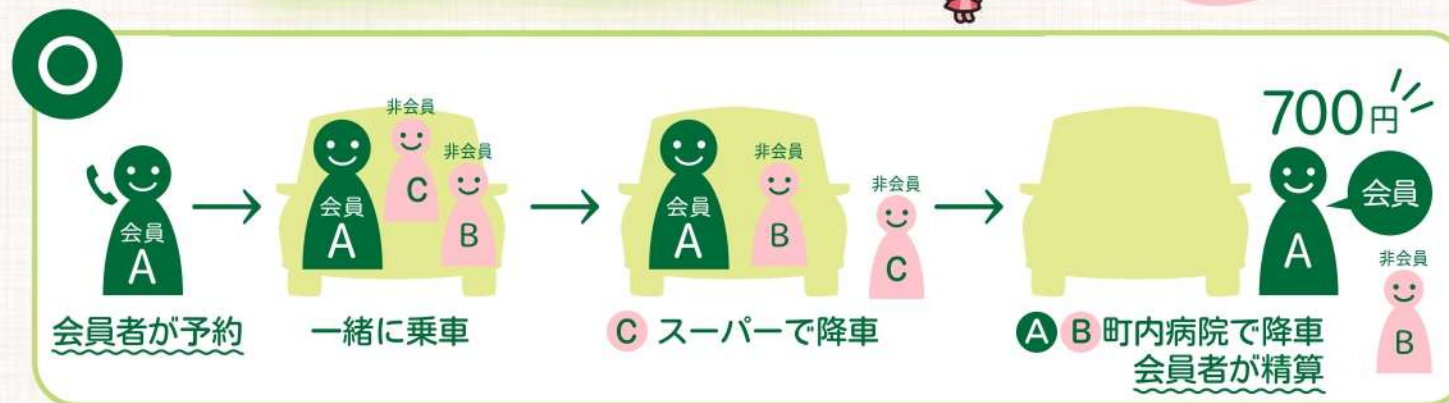 会員
A
会員者が予約
非会員
C
非会員
B
会員
A
一緒に乗車
会員
A
非会員
B
非会員
C
C スーパーで降車
700円
A
会員
非会員
B
A B 町内病院で降車
会員者が精算